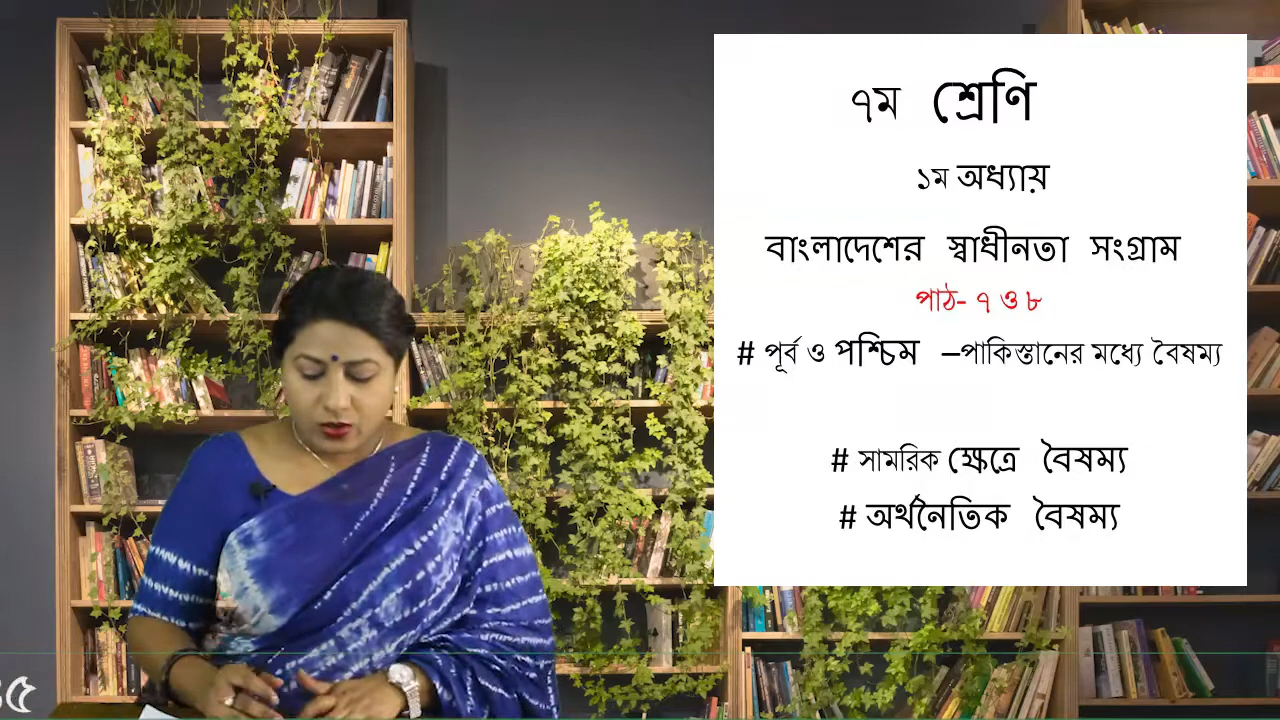 ৭ম শ্রেণি
১ম অধ্যায়
বাংলাদেশের স্বাধীনতা সংগ্রাম
পাঠ- ৭ ও ৮
# পূর্ব ও পশ্চিম –পাকিস্তানের মধ্যে বৈষম্য
# সামরিক ক্ষেত্রে বৈষম্য
# অর্থনৈতিক বৈষম্য